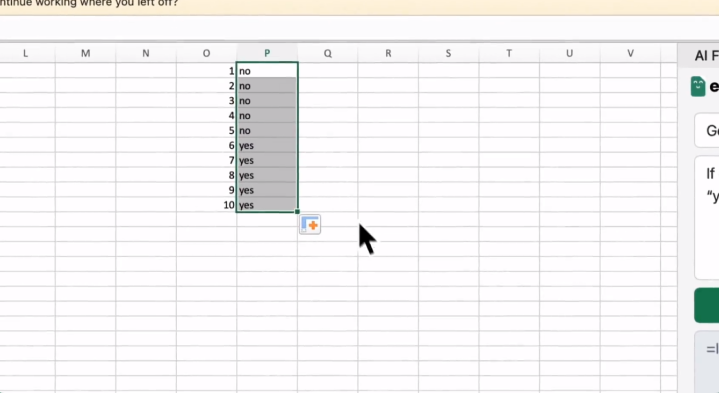 ntinue working where you left off?
L M N O P Q R S T U V
AI F
1 no
2 no
3 no
4 no
5 no
6 yes
7 yes
8 yes
9 yes
10 yes
e
G
If
"y
=I